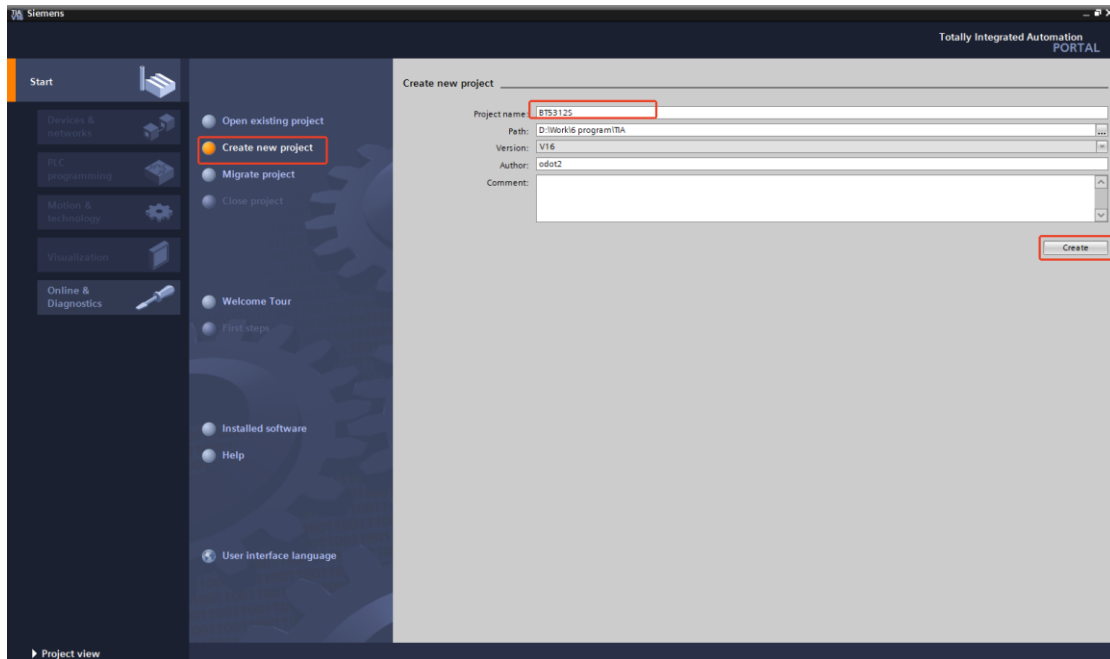 Siemens
Totally Integrated Automation
PORTAL
Start
Devices &
networks
PLC
programming
Motion &
technology
Visualization
Online &
Diagnostics
Open existing project
Create new project
Migrate project
Close project
Welcome Tour
First steps
Installed software
Help
User interface language
Create new project
Project name: BT5312S
Path: D:\Work\6 program\TIA
...
Version: V16
Author: odot2
Comment:
Create
Project view